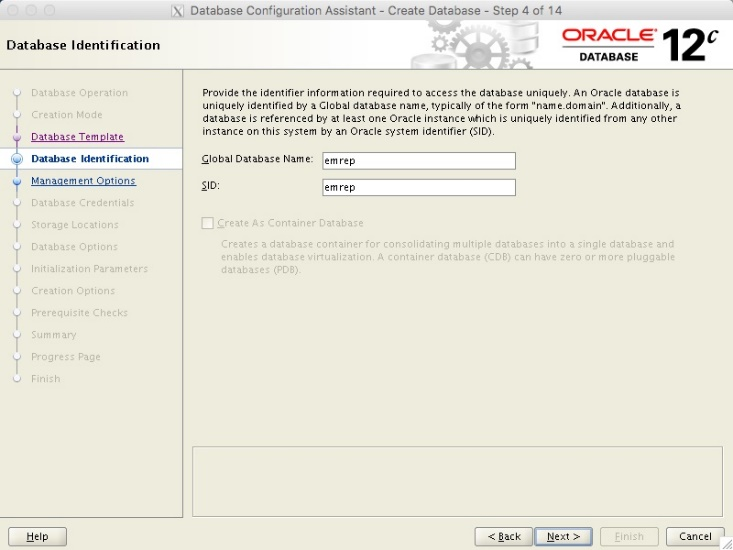 Database Configuration Assistant - Create Database - Step 4 of 14
Database Identification
ORACLE
DATABASE
12c
Database Operation
Creation Mode
Database Template
Database Identification
Management Options
Database Credentials
Storage Locations
Database Options
Initialization Parameters
Creation Options
Prerequisite Checks
Summary
Progress Page
Finish
Provide the identifier information required to access the database uniquely. An Oracle database is
uniquely identified by a Global database name, typically of the form "name.domain". Additionally, a
database is referenced by at least one Oracle instance which is uniquely identified from any other
instance on this system by an Oracle system identifier (SID).
Global Database Name: emrep
SID: emrep
Create As Container Database
Creates a database container for consolidating multiple databases into a single database and
enables database virtualization. A container database (CDB) can have zero or more pluggable
databases (PDB).
Help
< Back
Next >
Finish
Cancel